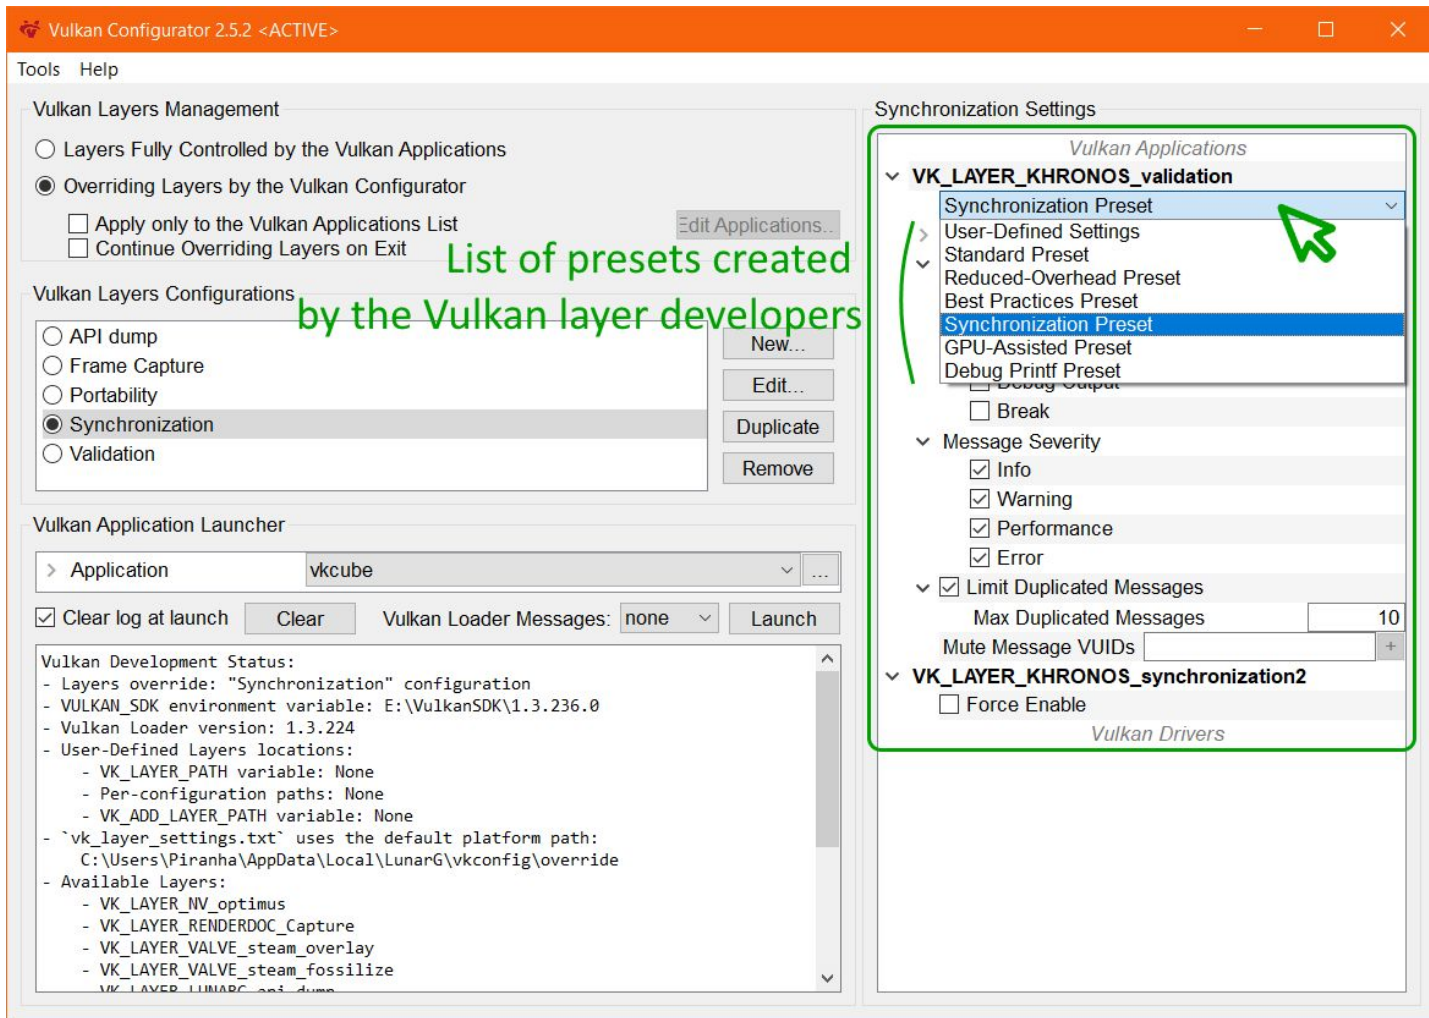 Vulkan Configurator 2.5.2 <ACTIVE>
Tools Help
Vulkan Layers Management
Layers Fully Controlled by the Vulkan Applications
Overriding Layers by the Vulkan Configurator
Apply only to the Vulkan Applications List
Edit Applications...
Continue Overriding Layers on Exit
List of presets created
by the Vulkan layer developers
Vulkan Layers Configurations
API dump
Frame Capture
Portability
Synchronization
Validation
New...
Edit...
Duplicate
Remove
Vulkan Application Launcher
Application vkcube ...
Clear log at launch Clear Vulkan Loader Messages: none Launch
Vulkan Development Status:
- Layers override: "Synchronization" configuration
- VULKAN_SDK environment variable: E:\VulkanSDK\1.3.236.0
- Vulkan Loader version: 1.3.224
- User-Defined Layers locations:
- VK_LAYER_PATH variable: None
- Per-configuration paths: None
- VK_ADD_LAYER_PATH variable: None
- `vk_layer_settings.txt` uses the default platform path:
C:\Users\Piranha\AppData\Local\LunarG\vkconfig\override
- Available Layers:
- VK_LAYER_NV_optimus
- VK_LAYER_RENDERDOC_Capture
- VK_LAYER_VALVE_steam_overlay
- VK_LAYER_VALVE_steam_fossilize
- VK_LAYER_LUNARG_api_dump
Synchronization Settings
Vulkan Applications
VK_LAYER_KHRONOS_validation
Synchronization Preset
User-Defined Settings
Standard Preset
Reduced-Overhead Preset
Best Practices Preset
Synchronization Preset
GPU-Assisted Preset
Debug Printf Preset
Debug Output
Break
Message Severity
Info
Warning
Performance
Error
Limit Duplicated Messages
Max Duplicated Messages 10
Mute Message VUIDs +
VK_LAYER_KHRONOS_synchronization2
Force Enable
Vulkan Drivers